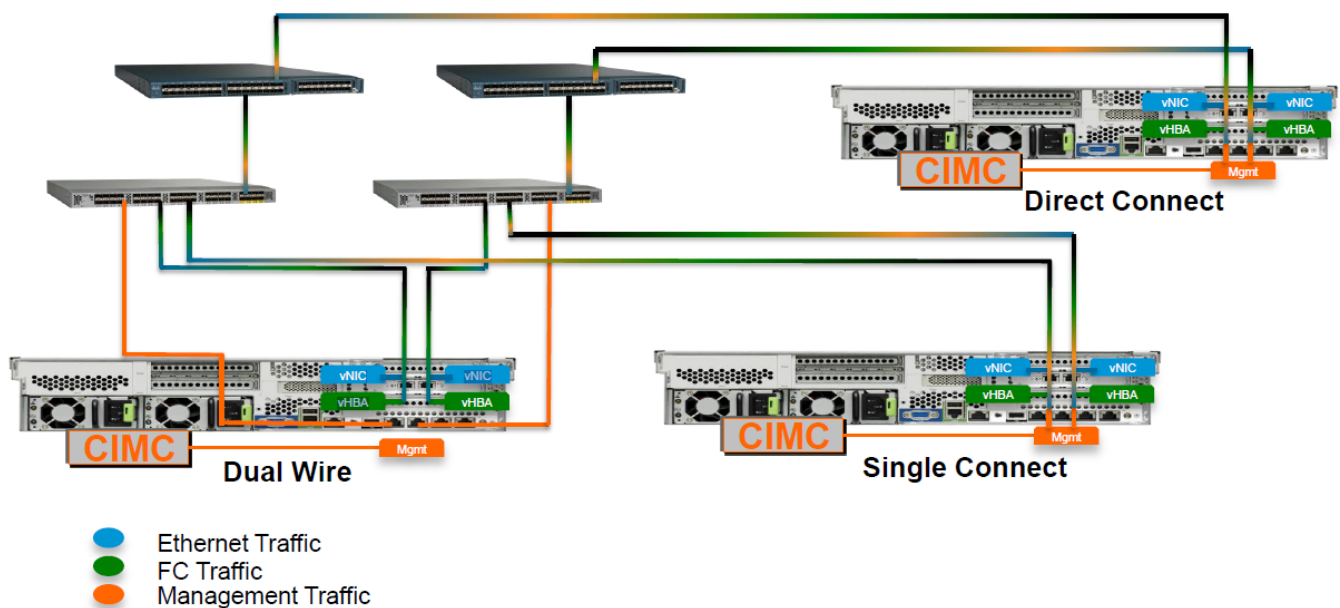 vNIC
vNIC
vHBA
vHBA
CIMC
Mgmt
Direct Connect
vNIC
vNIC
vHBA
vHBA
CIMC
Mgmt
Dual Wire
vNIC
vNIC
vHBA
vHBA
CIMC
Mgmt
Single Connect
Ethernet Traffic
FC Traffic
Management Traffic